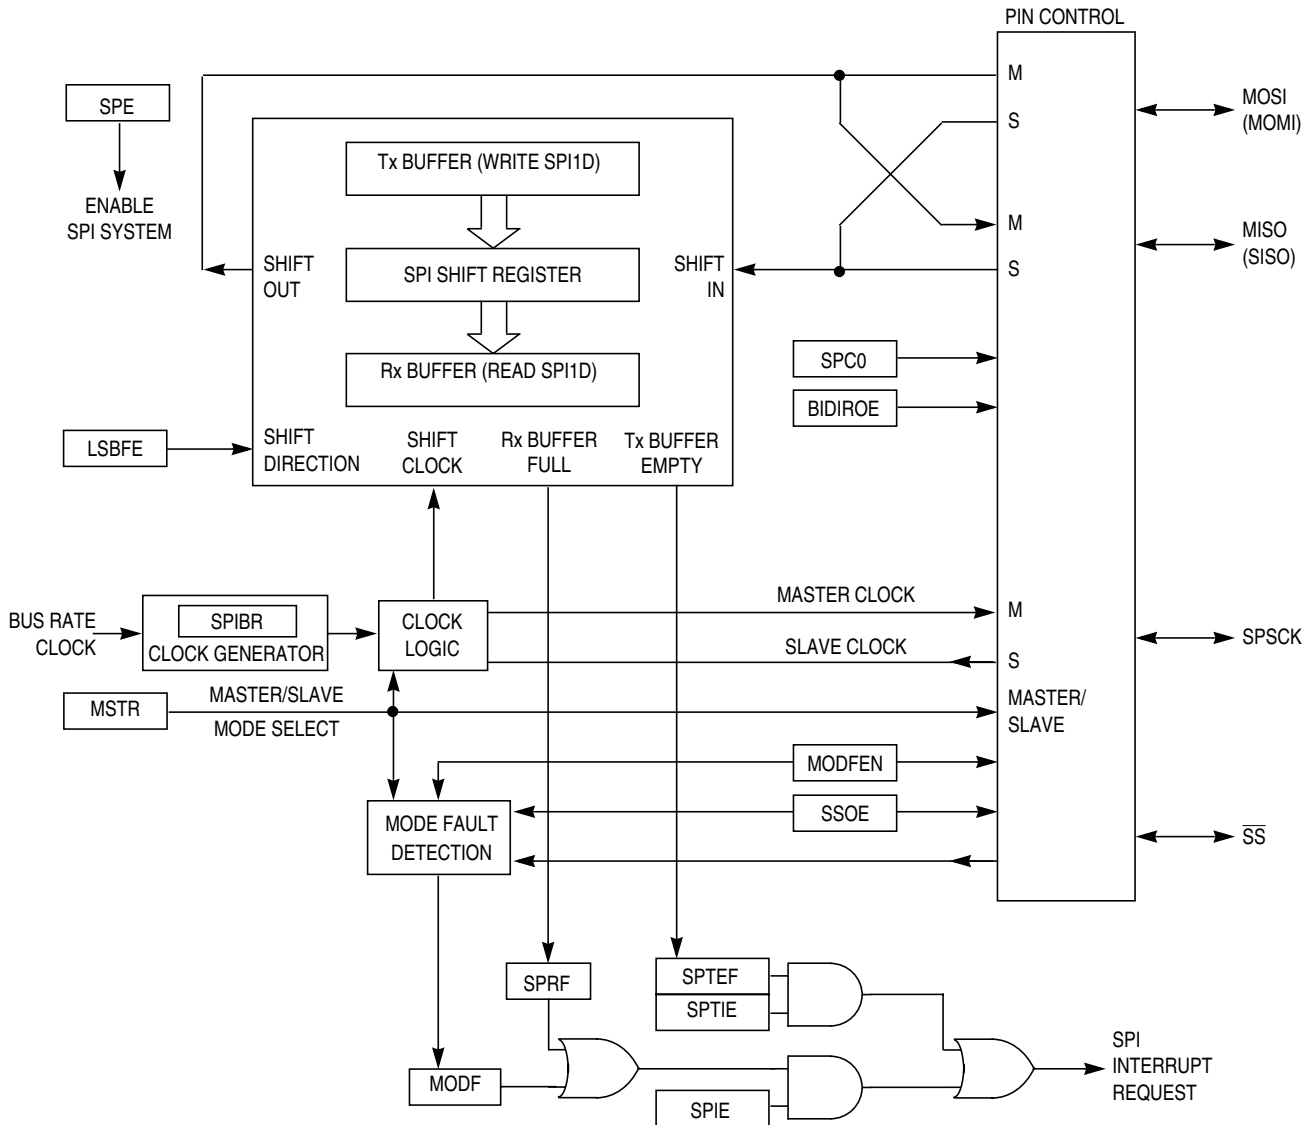 PIN CONTROL
M
SPE
MOSI
(MOMI)
S
Tx BUFFER (WRITE SPI1D)
ENABLE
SPI SYSTEM
M
MISO
(SISO)
SHIFT
OUT
SPI SHIFT REGISTER
SHIFT
IN
S
SPC0
Rx BUFFER (READ SPI1D)
BIDIROE
LSBFE
SHIFT
DIRECTION
SHIFT
CLOCK
Rx BUFFER
FULL
Tx BUFFER
EMPTY
MASTER CLOCK
M
BUS RATE
CLOCK
SPIBR
CLOCK GENERATOR
CLOCK
LOGIC
SLAVE CLOCK
S
SPSCK
MSTR
MASTER/SLAVE
MODE SELECT
MASTER/
SLAVE
MODFEN
MODE FAULT
DETECTION
SSOE
SS
SPRF
SPTEF
SPTIE
SPI
INTERRUPT
REQUEST
MODF
SPIE